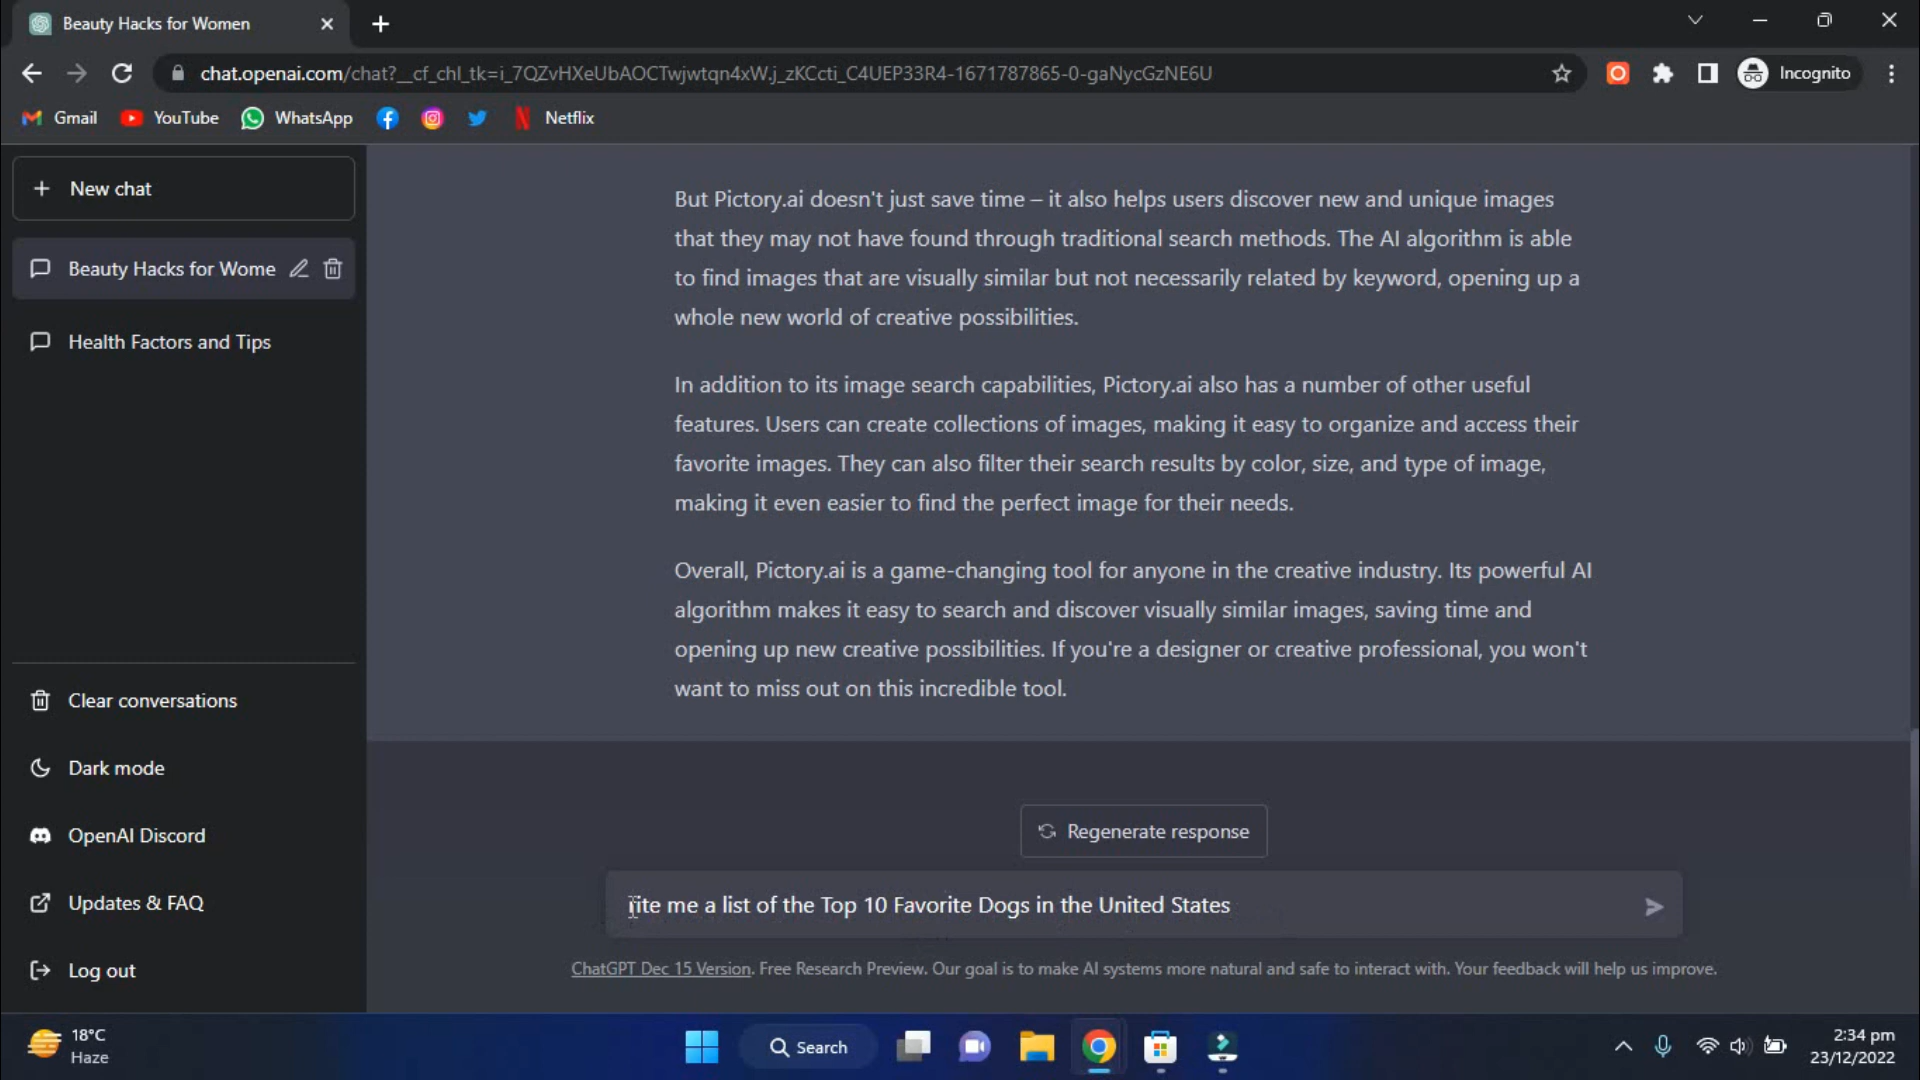 Beauty Hacks for Women
chat.openai.com/chat?__cf_chl_tk=i_7QZvHXeUbAOCTwjwtqn4xW.j_zKCcti_C4UEP33R4-1671787865-0-gaNycGzNE6U
Incognito
Gmail
YouTube
WhatsApp
Netflix
New chat
Beauty Hacks for Wome
Health Factors and Tips
Clear conversations
Dark mode
OpenAI Discord
Updates & FAQ
Log out
But Pictory.ai doesn't just save time – it also helps users discover new and unique images
that they may not have found through traditional search methods. The AI algorithm is able
to find images that are visually similar but not necessarily related by keyword, opening up a
whole new world of creative possibilities.
In addition to its image search capabilities, Pictory.ai also has a number of other useful
features. Users can create collections of images, making it easy to organize and access their
favorite images. They can also filter their search results by color, size, and type of image,
making it even easier to find the perfect image for their needs.
Overall, Pictory.ai is a game-changing tool for anyone in the creative industry. Its powerful AI
algorithm makes it easy to search and discover visually similar images, saving time and
opening up new creative possibilities. If you're a designer or creative professional, you won't
want to miss out on this incredible tool.
Regenerate response
rite me a list of the Top 10 Favorite Dogs in the United States
ChatGPT Dec 15 Version. Free Research Preview. Our goal is to make AI systems more natural and safe to interact with. Your feedback will help us improve.
18°C
Haze
Search
2:34 pm
23/12/2022